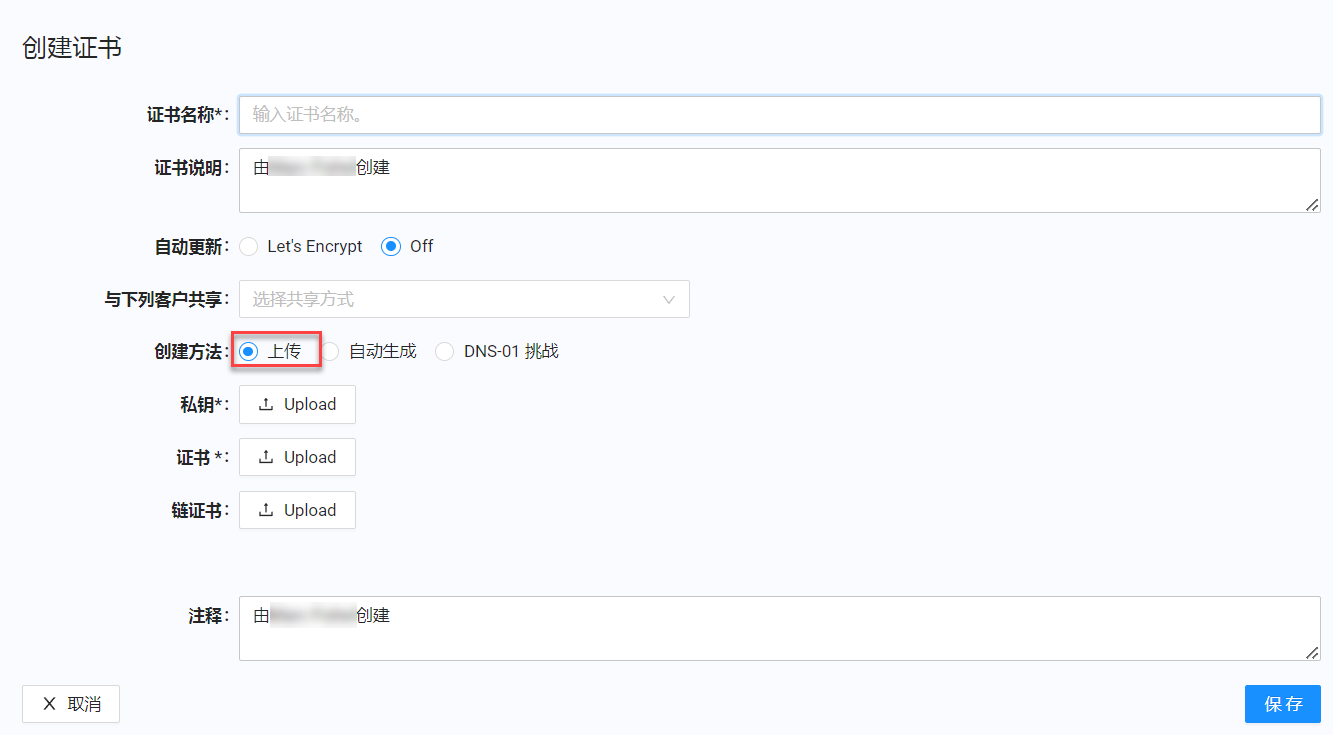 创建证书
证书名称*: 输入证书名称。
证书说明: 由 创建
自动更新: Let's Encrypt Off
与下列客户共享: 选择共享方式
创建方法: 上传 自动生成 DNS-01 挑战
私钥*: Upload
证书 *: Upload
链证书: Upload
注释: 由 创建
取消 保存